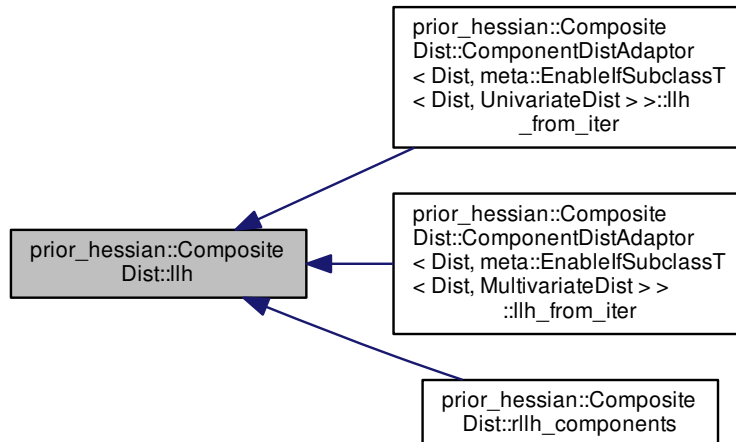 prior_hessian::Composite
Dist::ComponentDistAdaptor
< Dist, meta::EnableIfSubclassT
< Dist, UnivariateDist > >::llh
_from_iter
prior_hessian::Composite
Dist::llh
prior_hessian::Composite
Dist::ComponentDistAdaptor
< Dist, meta::EnableIfSubclassT
< Dist, MultivariateDist > >
::llh_from_iter
prior_hessian::Composite
Dist::rllh_components